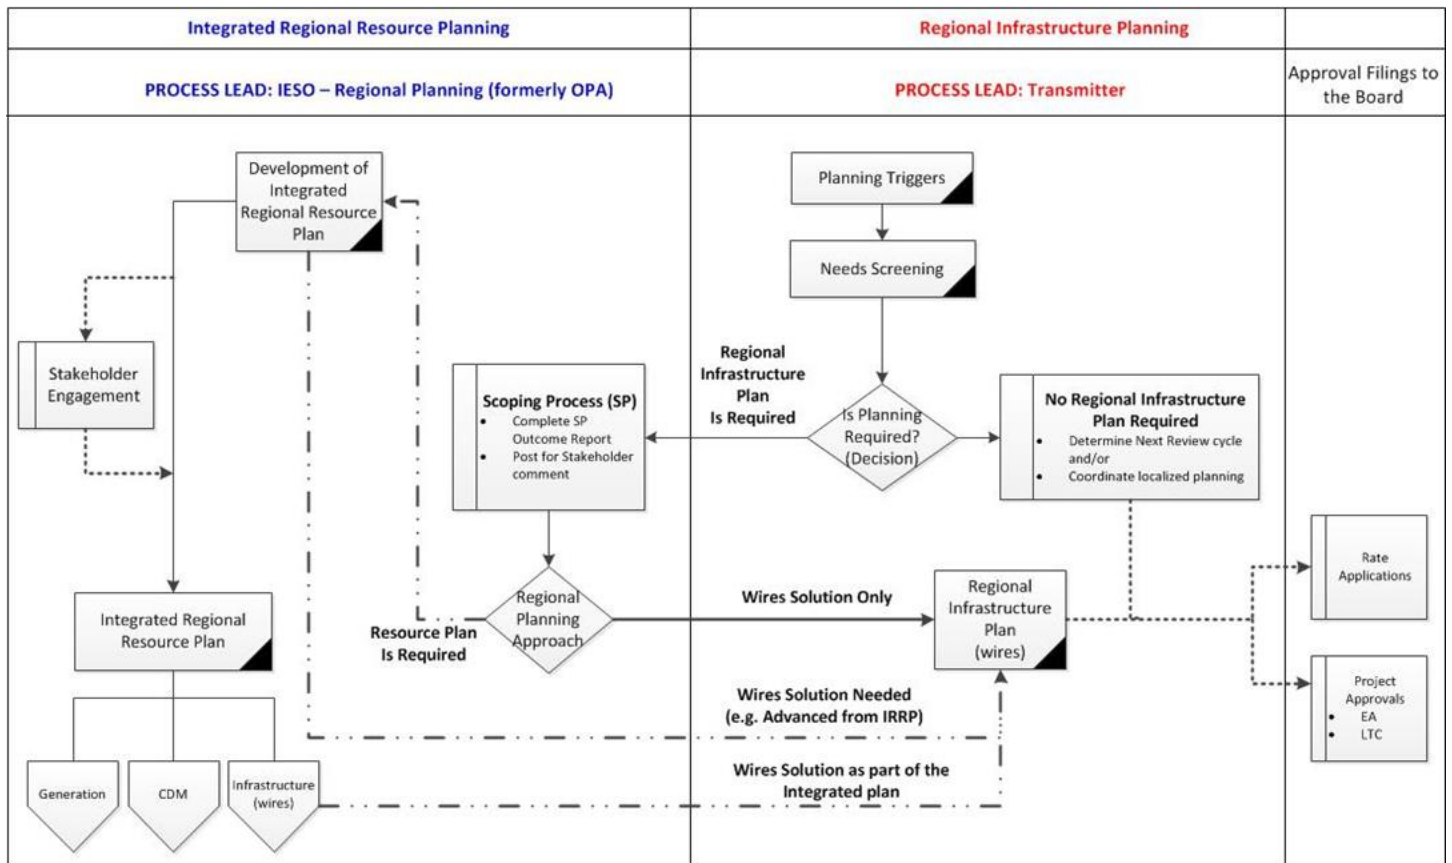 Integrated Regional Resource Planning
Regional Infrastructure Planning
PROCESS LEAD: IESO – Regional Planning (formerly OPA)
PROCESS LEAD: Transmitter
Approval Filings to
the Board
Development of
Integrated
Regional Resource
Plan
Planning Triggers
Needs Screening
Stakeholder
Engagement
Scoping Process (SP)
• Complete SP
Outcome Report
• Post for Stakeholder
comment
Regional
Infrastructure
Plan
Is Required
Is Planning
Required?
(Decision)
No Regional Infrastructure
Plan Required
• Determine Next Review cycle
and/or
• Coordinate localized planning
Integrated Regional
Resource Plan
Resource Plan
Is Required
Regional
Planning
Approach
Wires Solution Only
Regional
Infrastructure
Plan
(wires)
Rate
Applications
Wires Solution Needed
(e.g. Advanced from IRRP)
Project
Approvals
• EA
• LTC
Generation
CDM
Infrastructure
(wires)
Wires Solution as part of the
Integrated plan